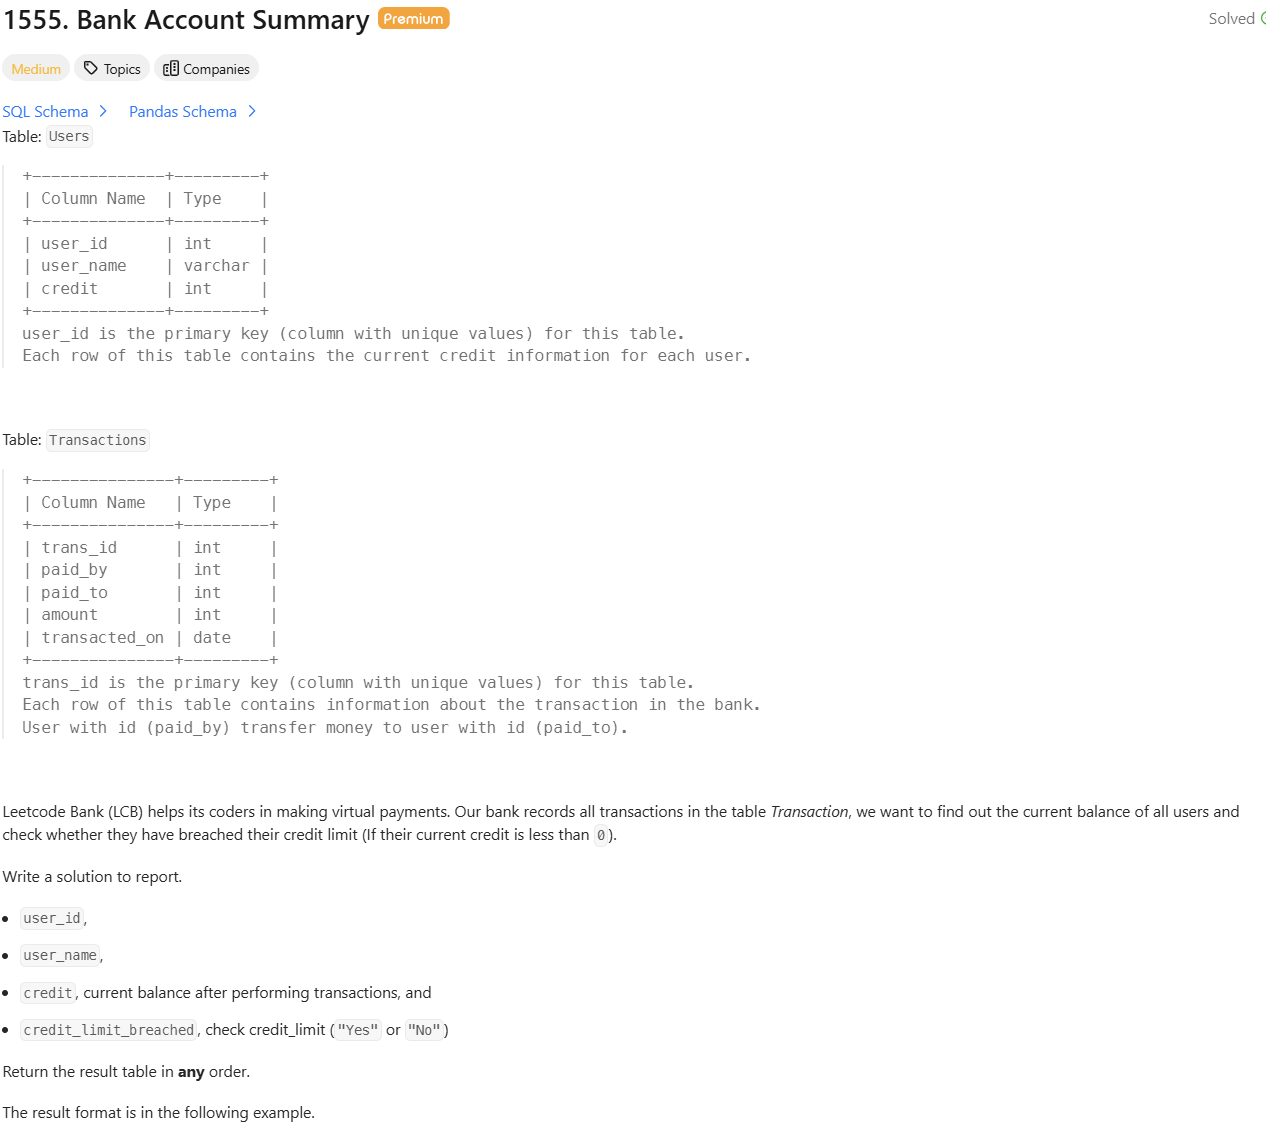 1555. Bank Account Summary Premium
Solved
Medium Topics Companies
SQL Schema > Pandas Schema >
Table: Users
+--------------+---------+
| Column Name  | Type    |
+--------------+---------+
| user_id      | int     |
| user_name    | varchar |
| credit       | int     |
+--------------+---------+
user_id is the primary key (column with unique values) for this table.
Each row of this table contains the current credit information for each user.
Table: Transactions
+---------------+---------+
| Column Name   | Type    |
+---------------+---------+
| trans_id      | int     |
| paid_by       | int     |
| paid_to       | int     |
| amount        | int     |
| transacted_on | date    |
+---------------+---------+
trans_id is the primary key (column with unique values) for this table.
Each row of this table contains information about the transaction in the bank.
User with id (paid_by) transfer money to user with id (paid_to).
Leetcode Bank (LCB) helps its coders in making virtual payments. Our bank records all transactions in the table Transaction, we want to find out the current balance of all users and
check whether they have breached their credit limit (If their current credit is less than 0).
Write a solution to report.
• user_id,
• user_name,
• credit, current balance after performing transactions, and
• credit_limit_breached, check credit_limit ("Yes" or "No")
Return the result table in any order.
The result format is in the following example.